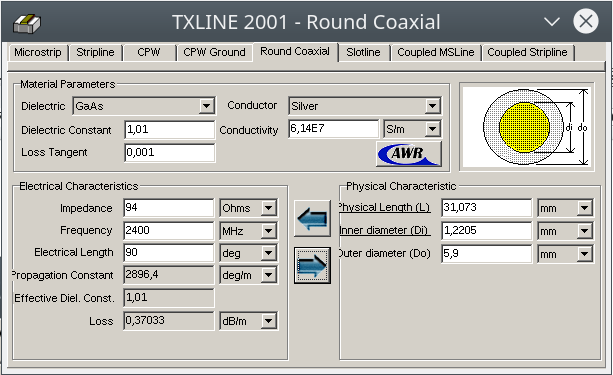 TXLINE 2001 - Round Coaxial
Microstrip Stripline CPW CPW Ground Round Coaxial Slotline Coupled MSLine Coupled Stripline
Material Parameters
Dielectric GaAs Conductor Silver
Dielectric Constant 1,01 Conductivity 6,14E7 S/m
Loss Tangent 0,001 AWR
di do
Electrical Characteristics Physical Characteristic
Impedance 94 Ohms Physical Length (L) 31,073 mm
Frequency 2400 MHz Inner diameter (Di) 1,2205 mm
Electrical Length 90 deg Outer diameter (Do) 5,9 mm
Propagation Constant 2896,4 deg/m
Effective Diel. Const. 1,01
Loss 0,37033 dB/m